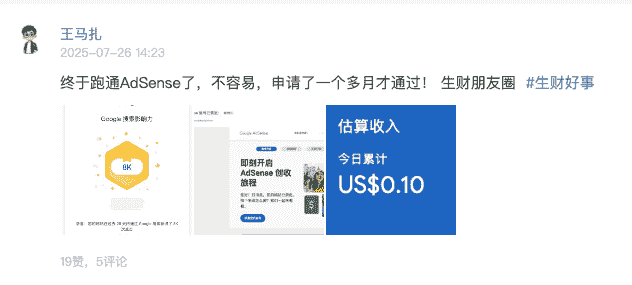 王马扎
2025-07-26 14:23
终于跑通AdSense了，不容易，申请了一个多月才通过！ 生财朋友圈 #生财好事
Google 搜索影响力
8K
Google AdSense
即刻开启
AdSense 创收
旅程
估算收入
今日累计
US$0.10
19赞，5评论